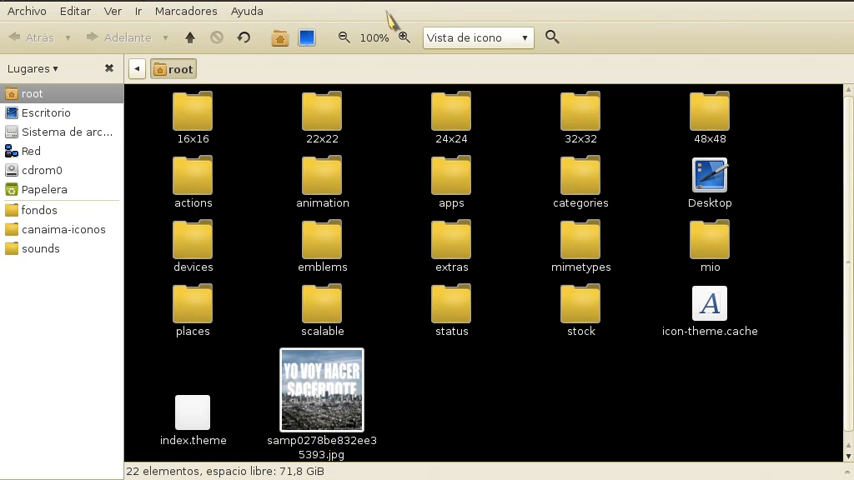 Archivo Editar Ver Ir Marcadores Ayuda
Atrás Adelante 100% Vista de icono
Lugares root
root
Escritorio
Sistema de arc...
Red
cdrom0
Papelera
fondos
canaima-iconos
sounds
16x16 22x22 24x24 32x32 48x48
actions animation apps categories Desktop
devices emblems extras mimetypes mio
places scalable status stock icon-theme.cache
YO VOY HACER
SACERDOTE
index.theme samp0278be832ee3
5393.jpg
22 elementos, espacio libre: 71,8 GiB